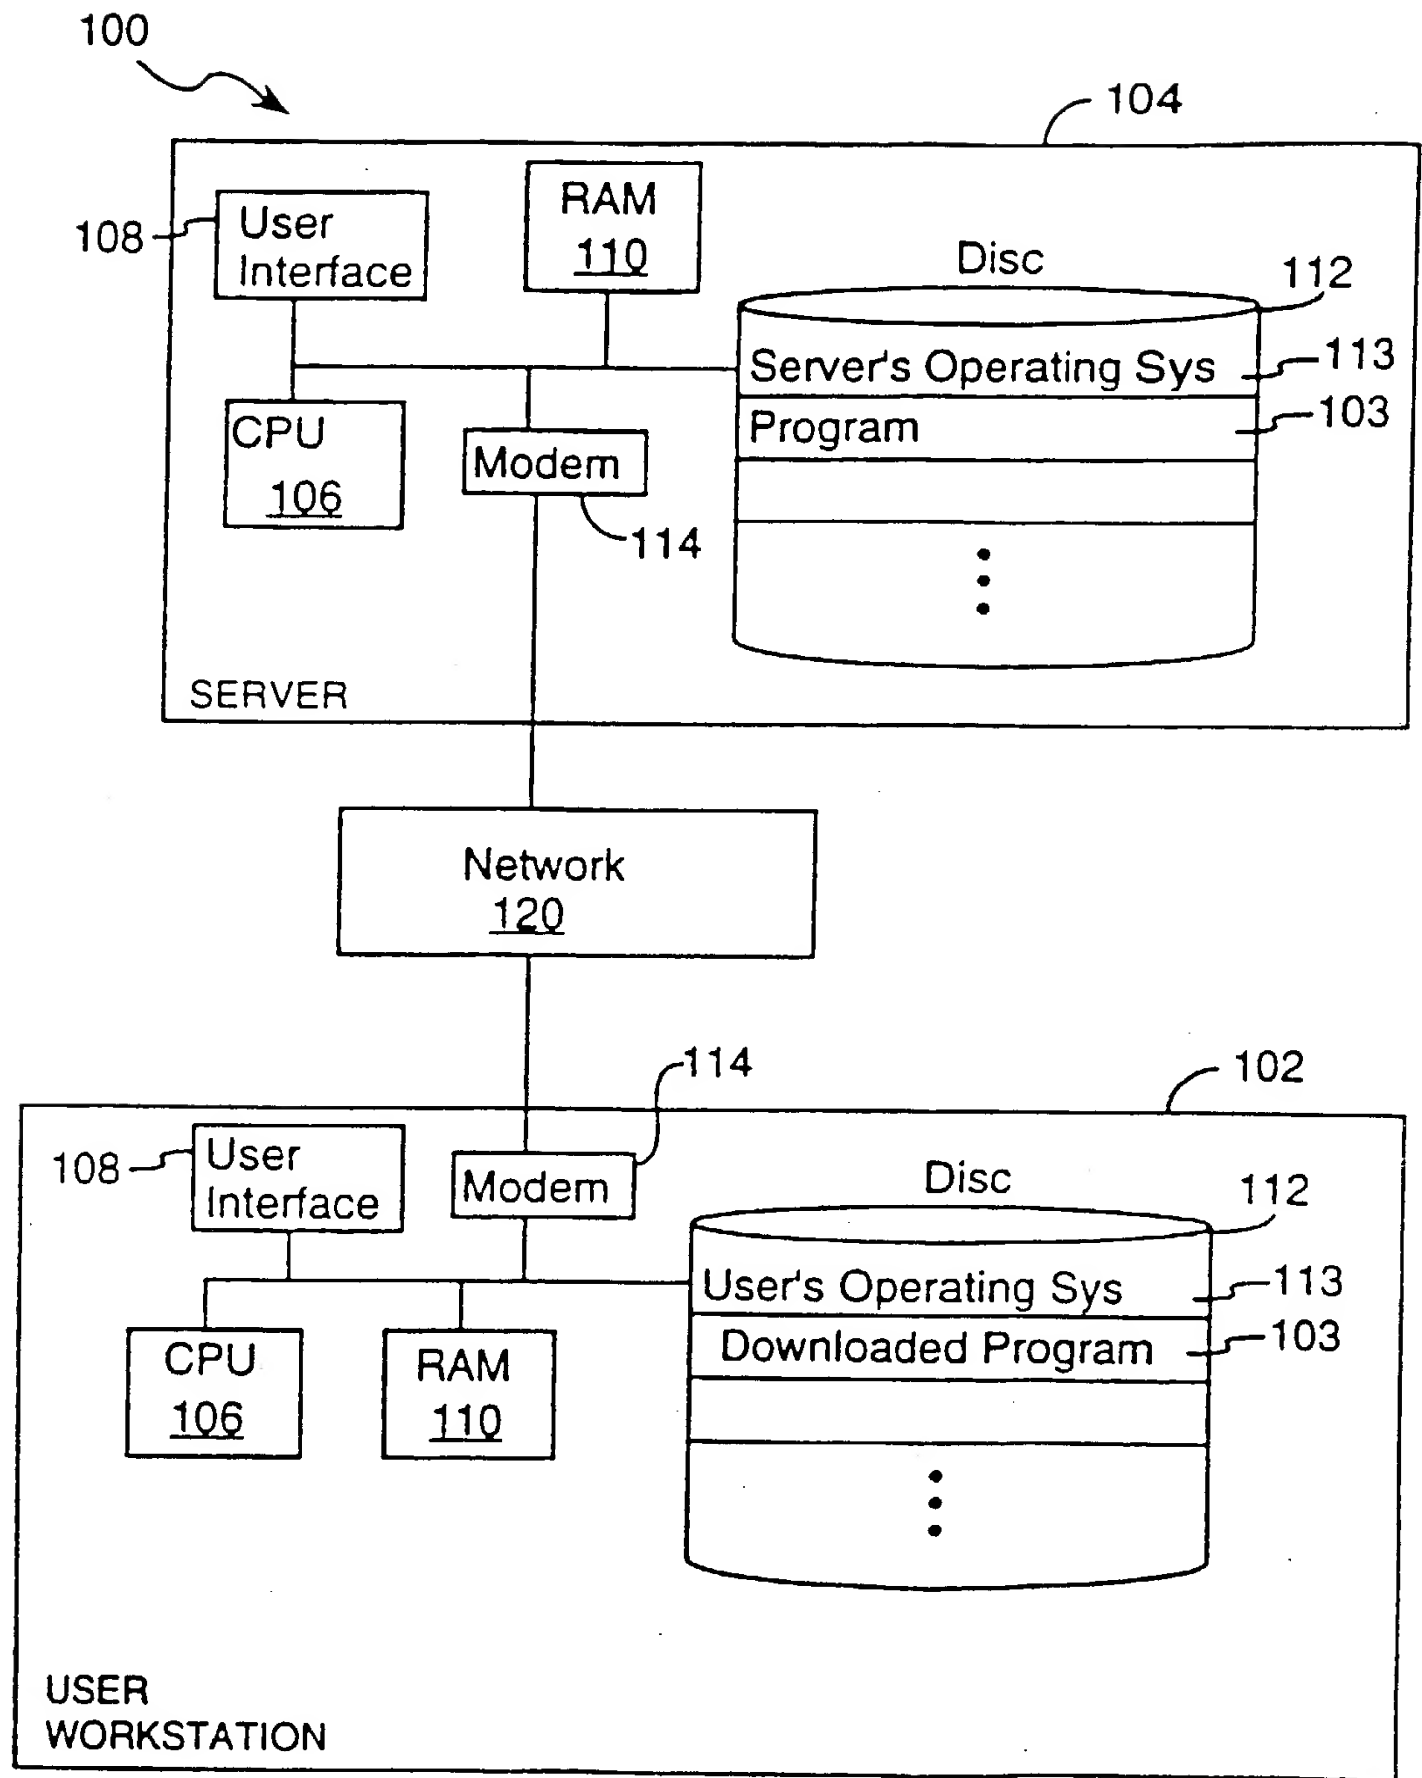 100
104
User
Interface
108
RAM
110
Disc
112
Server's Operating Sys
113
Program
103
CPU
106
Modem
114
SERVER
Network
120
114
102
108
User
Interface
Modem
Disc
112
User's Operating Sys
113
Downloaded Program
103
CPU
106
RAM
110
USER
WORKSTATION